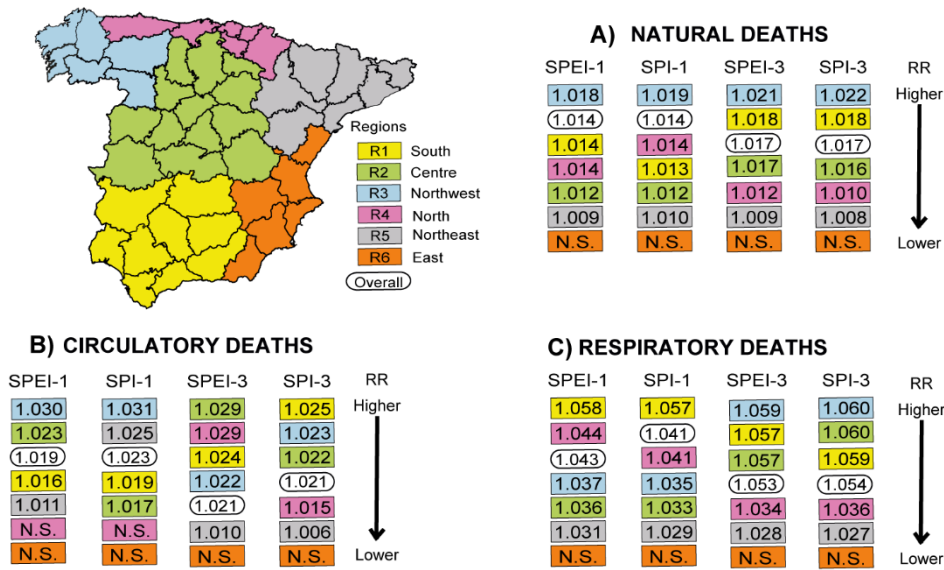 Regions
R1 South
R2 Centre
R3 Northwest
R4 North
R5 Northeast
R6 East
Overall
A) NATURAL DEATHS
SPEI-1 SPI-1 SPEI-3 SPI-3 RR
1.018 1.019 1.021 1.022 Higher
1.014 1.014 1.018 1.018
1.014 1.014 1.017 1.017
1.014 1.013 1.017 1.016
1.012 1.012 1.012 1.010
1.009 1.010 1.009 1.008
N.S. N.S. N.S. N.S. Lower
B) CIRCULATORY DEATHS
SPEI-1 SPI-1 SPEI-3 SPI-3 RR
1.030 1.031 1.029 1.025 Higher
1.023 1.025 1.029 1.023
1.019 1.023 1.024 1.022
1.016 1.019 1.022 1.021
1.011 1.017 1.021 1.015
N.S. N.S. 1.010 1.006
N.S. N.S. N.S. N.S. Lower
C) RESPIRATORY DEATHS
SPEI-1 SPI-1 SPEI-3 SPI-3 RR
1.058 1.057 1.059 1.060 Higher
1.044 1.041 1.057 1.060
1.043 1.041 1.057 1.059
1.037 1.035 1.053 1.054
1.036 1.033 1.034 1.036
1.031 1.029 1.028 1.027
N.S. N.S. N.S. N.S. Lower